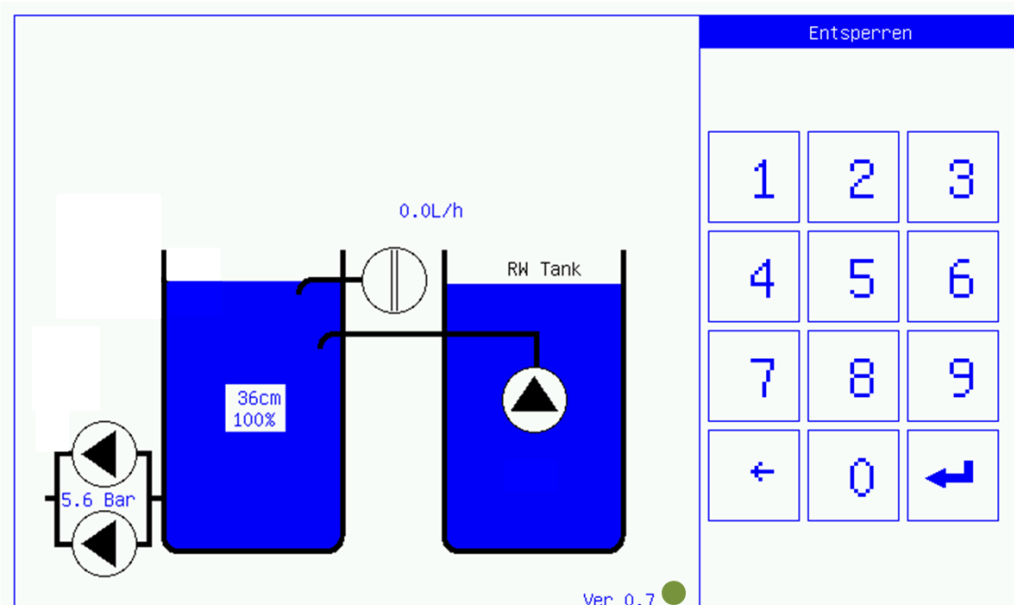 Entsperren
0.0L/h
RW Tank
36cm
100%
5.6 Bar
Ver 0.7
1 2 3
4 5 6
7 8 9
← 0